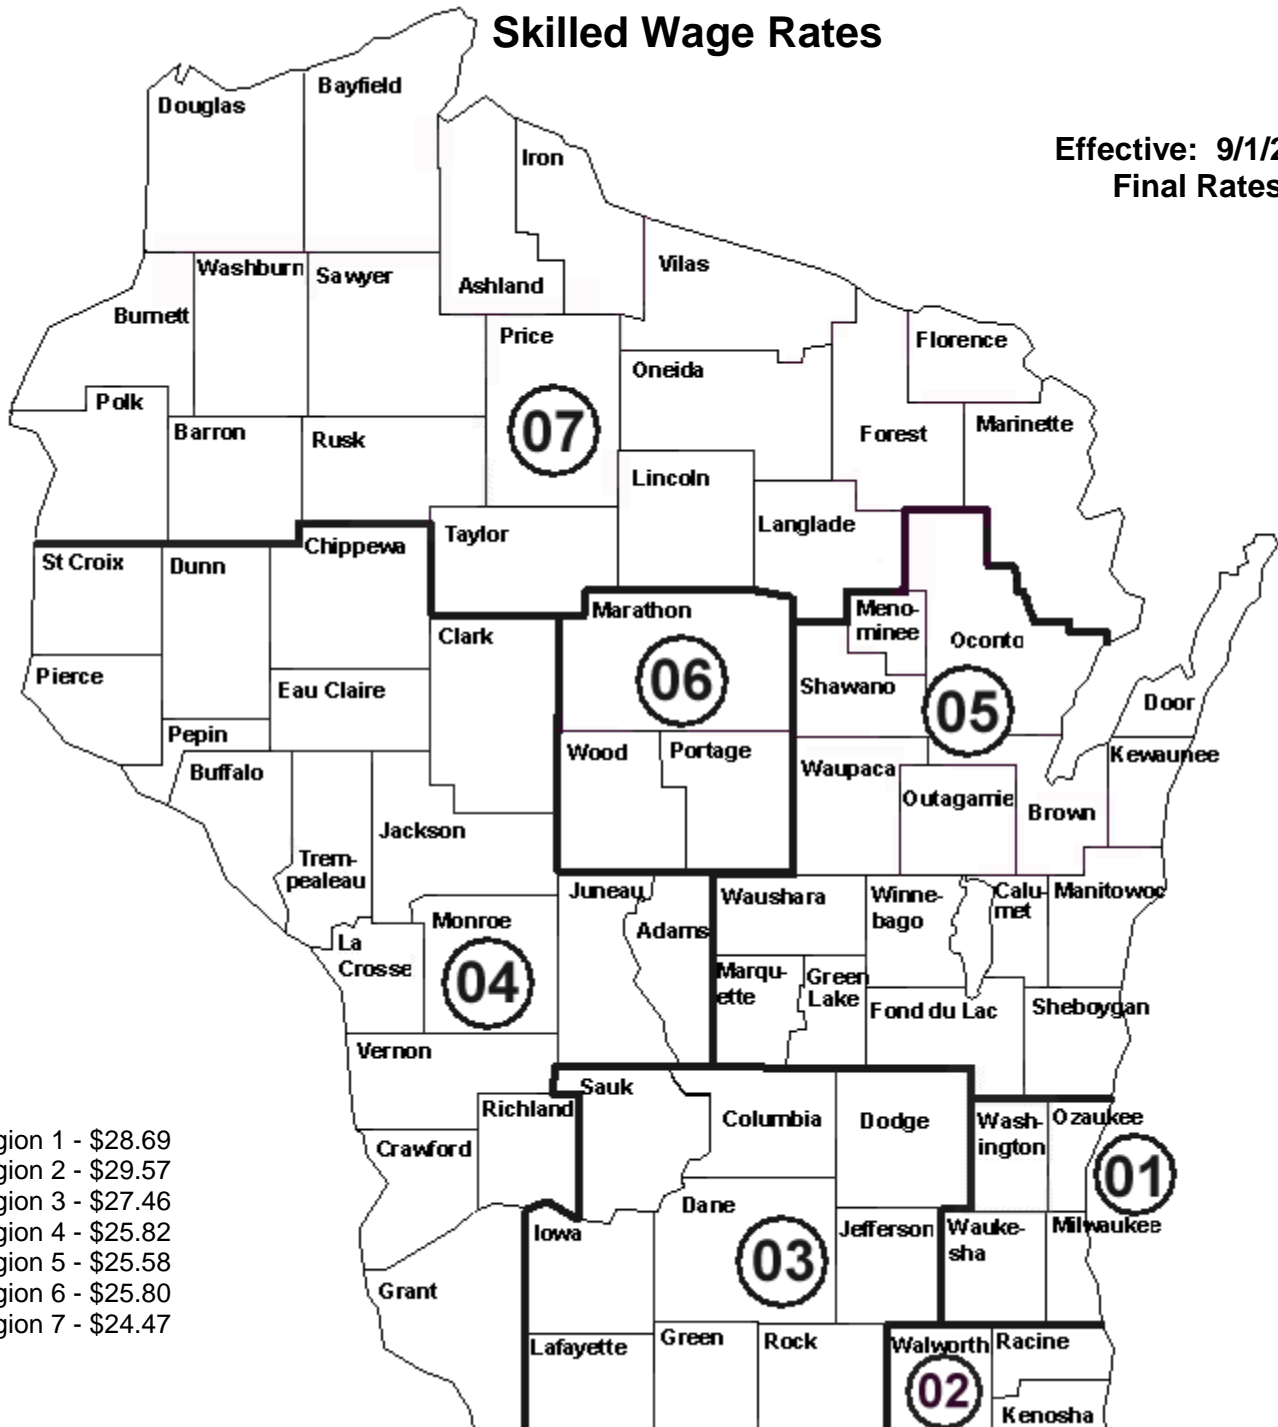 Skilled Wage Rates
Effective: 9/1/2
Final Rates
Douglas
Bayfield
Iron
Washburn
Sawyer
Ashland
Vilas
Burnett
Price
Florence
Oneida
Polk
Barron
Rusk
07
Forest
Marinette
Lincoln
Langlade
Taylor
Chippewa
St Croix
Dunn
Marathon
Meno-
minee
Clark
Oconto
06
Pierce
Eau Claire
Shawano
05
Door
Pepin
Buffalo
Wood
Portage
Waupaca
Kewaunee
Outagamie
Brown
Jackson
Trem-
pealeau
Juneau
Waushara
Winne-
bago
Calu-
met
Manitowoc
Monroe
Adams
La
Crosse
04
Marqu-
ette
Green
Lake
Fond du Lac
Sheboygan
Vernon
Sauk
Richland
Columbia
Dodge
Wash-
ington
Ozaukee
Crawford
01
gion 1 - $28.69
gion 2 - $29.57
gion 3 - $27.46
gion 4 - $25.82
gion 5 - $25.58
gion 6 - $25.80
gion 7 - $24.47
Dane
Iowa
Jefferson
Wauke-
sha
Milwaukee
03
Grant
Lafayette
Green
Rock
Walworth
Racine
02
Kenosha